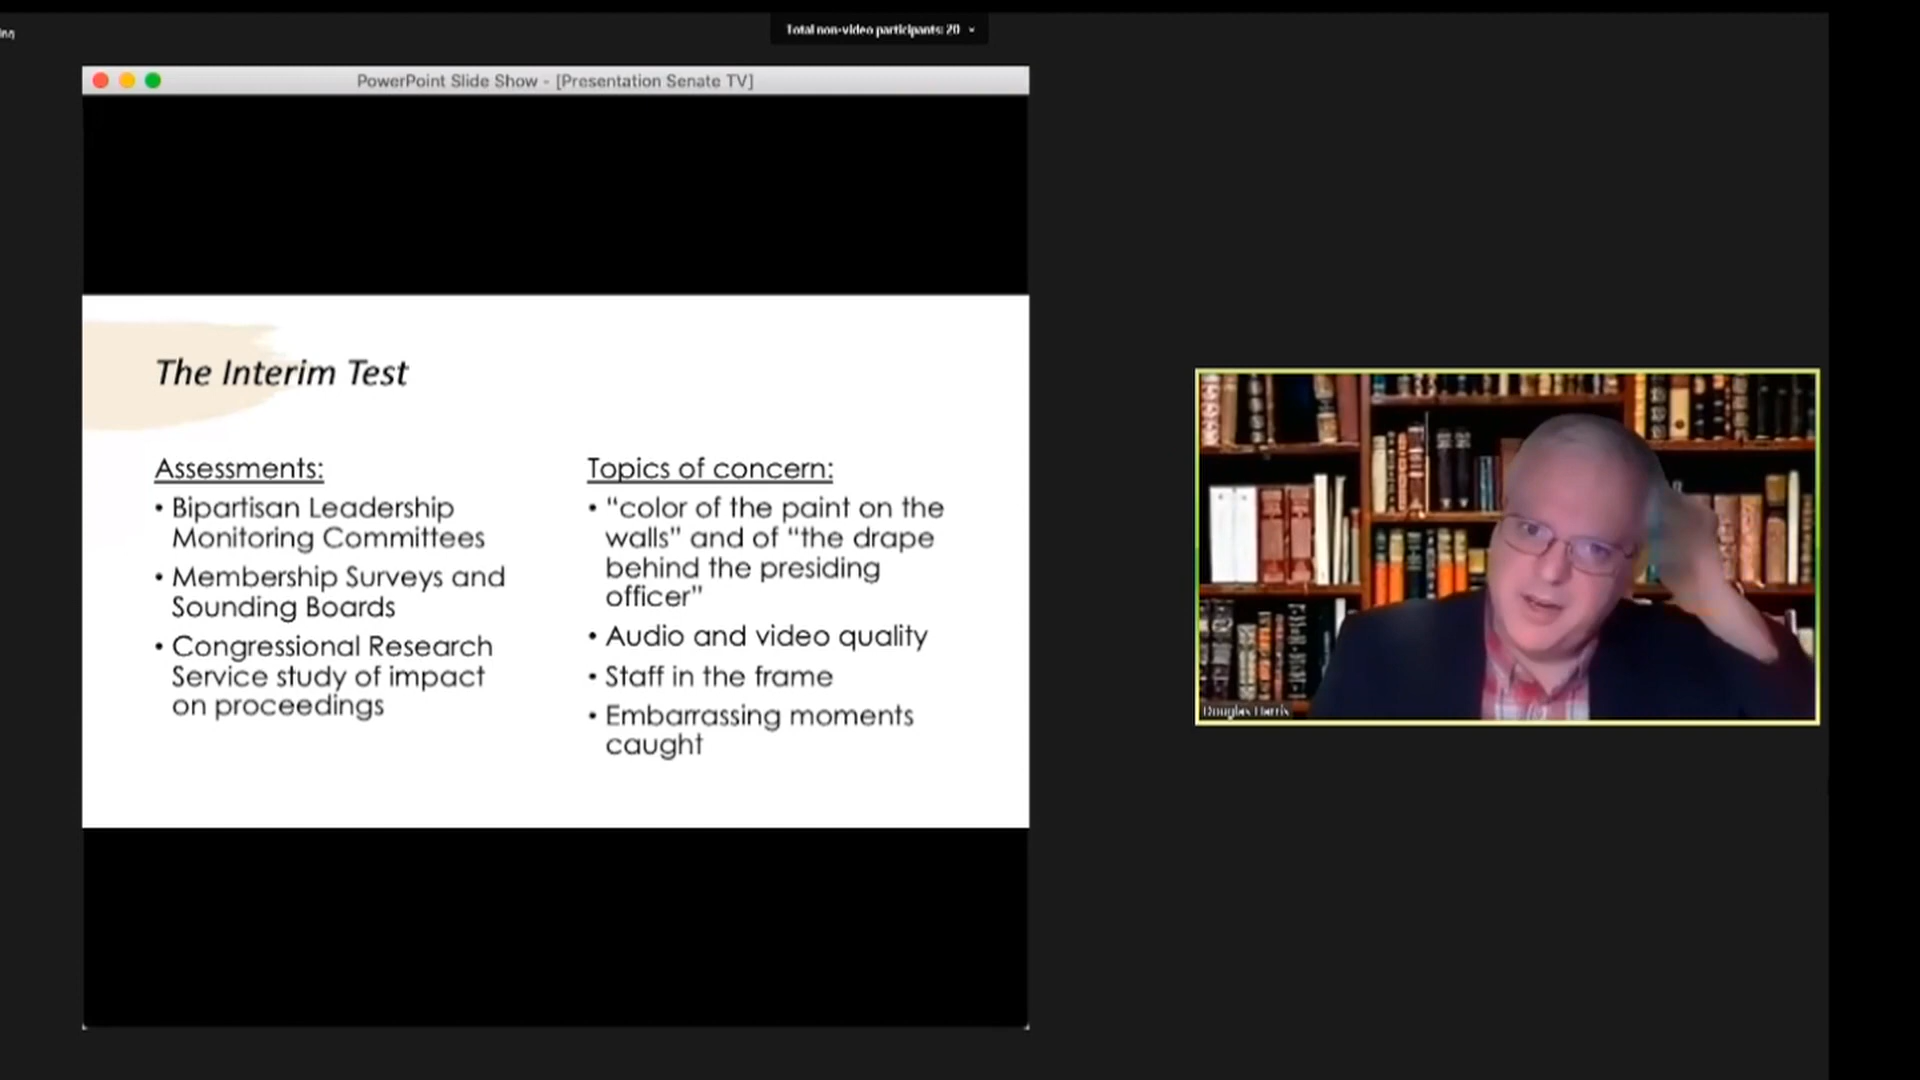 Total non-video participants: 20
PowerPoint Slide Show - [Presentation Senate TV]
The Interim Test
Assessments:
• Bipartisan Leadership
Monitoring Committees
• Membership Surveys and
Sounding Boards
• Congressional Research
Service study of impact
on proceedings
Topics of concern:
• “color of the paint on the
walls” and of “the drape
behind the presiding
officer”
• Audio and video quality
• Staff in the frame
• Embarrassing moments
caught
Douglas Harris